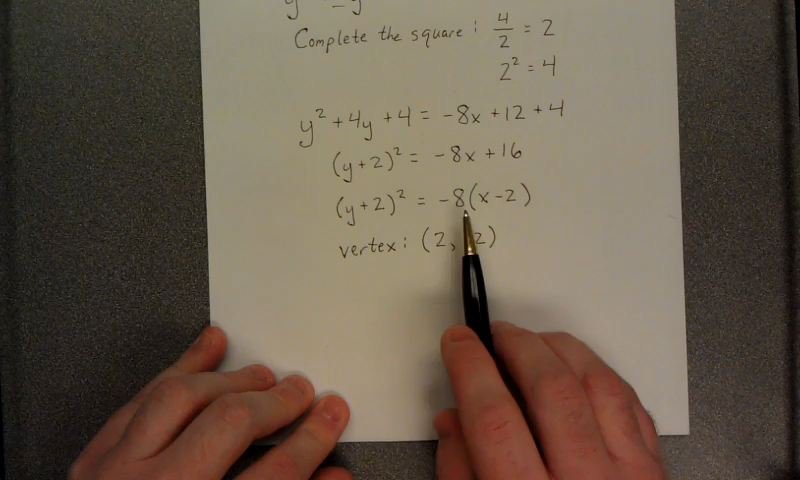 Complete the square : 4/2 = 2
2² = 4
y² + 4y + 4 = -8x + 12 + 4
(y + 2)² = -8x + 16
(y + 2)² = -8(x - 2)
vertex : (2, 2)